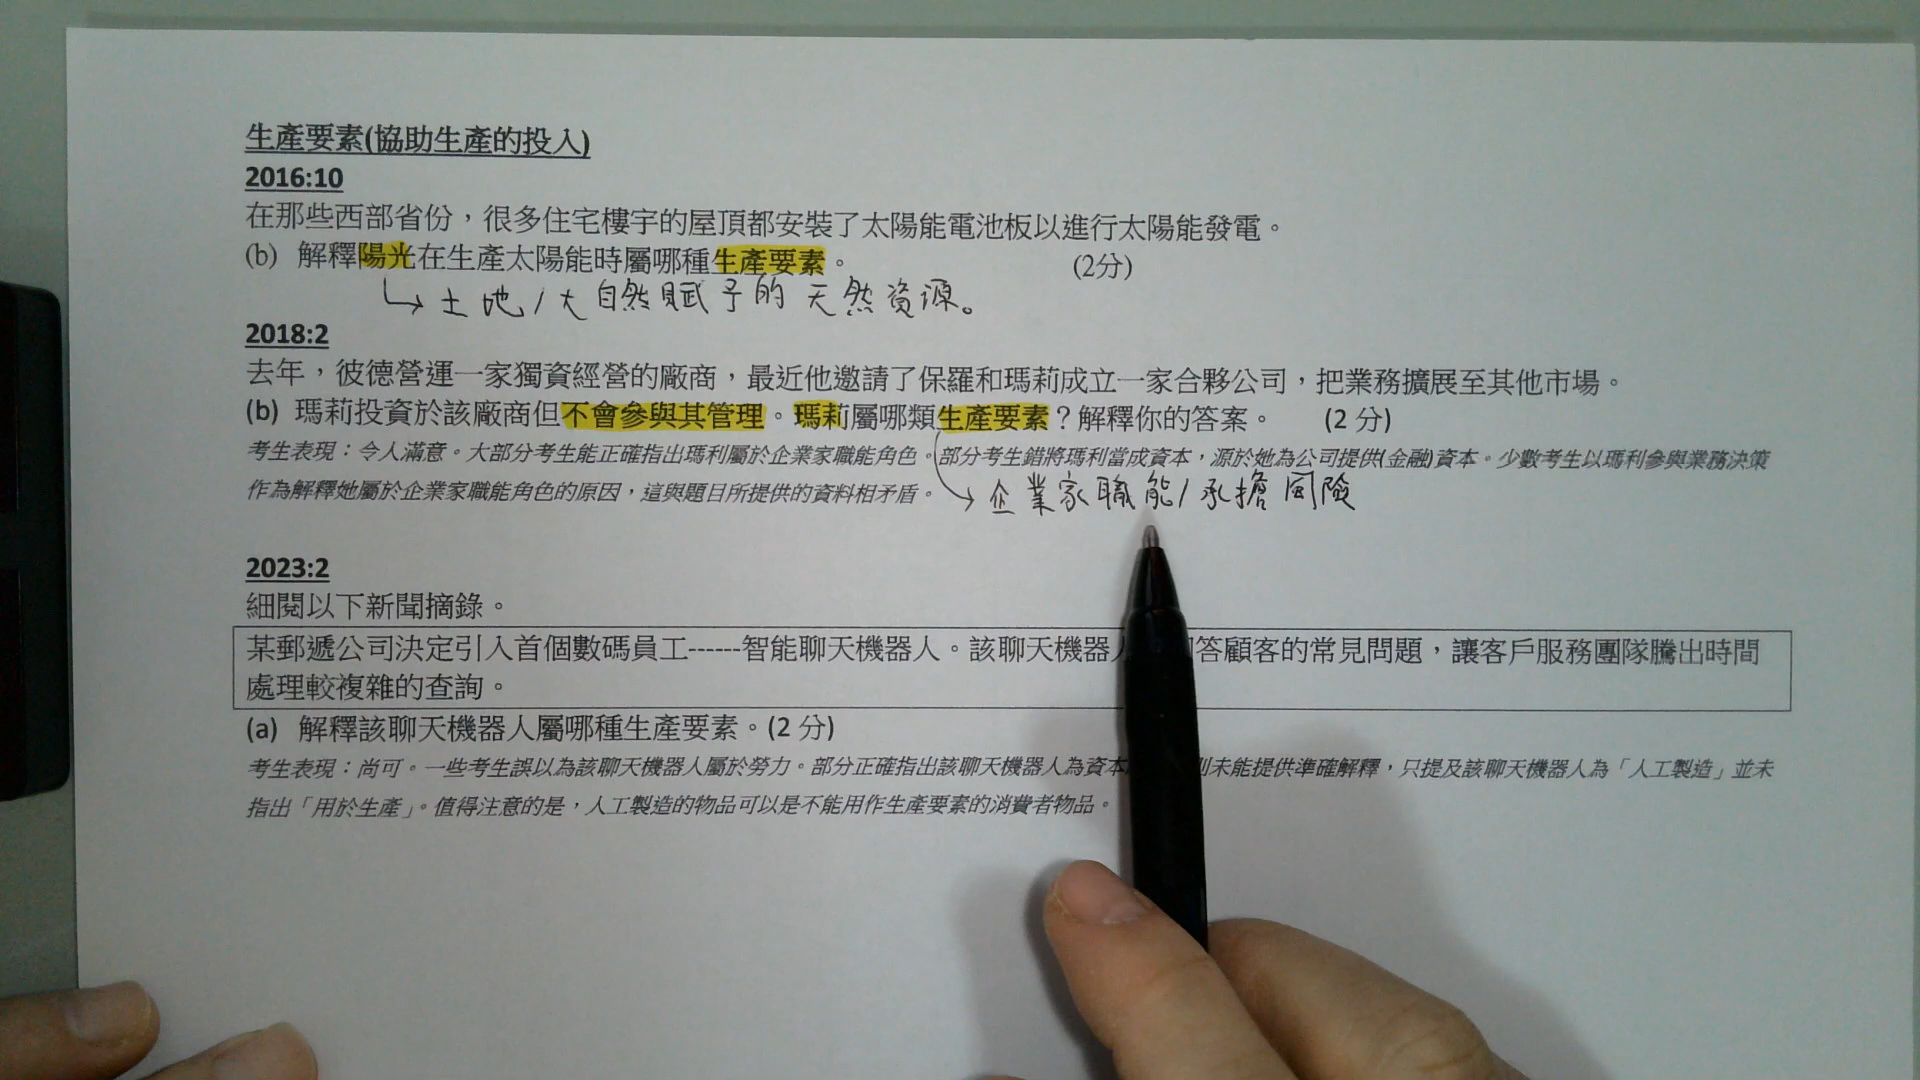 生產要素(協助生產的投入)
2016:10
在那些西部省份，很多住宅樓宇的屋頂都安裝了太陽能電池板以進行太陽能發電。
(b) 解釋陽光在生產太陽能時屬哪種生產要素。 (2分)
土地/大自然賦予的天然資源。
2018:2
去年，彼德營運一家獨資經營的廠商，最近他邀請了保羅和瑪莉成立一家合夥公司，把業務擴展至其他市場。
(b) 瑪莉投資於該廠商但不會參與其管理。瑪莉屬哪類生產要素？解釋你的答案。 (2 分)
考生表現：令人滿意。大部分考生能正確指出瑪利屬於企業家職能角色。部分考生錯將瑪利當成資本，源於她為公司提供(金融)資本。少數考生以瑪利參與業務決策
作為解釋她屬於企業家職能角色的原因，這與題目所提供的資料相矛盾。
企業家職能/承擔風險
2023:2
細閱以下新聞摘錄。
某郵遞公司決定引入首個數碼員工------智能聊天機器人。該聊天機器人 答顧客的常見問題，讓客戶服務團隊騰出時間
處理較複雜的查詢。
(a) 解釋該聊天機器人屬哪種生產要素。(2 分)
考生表現：尚可。一些考生誤以為該聊天機器人屬於勞力。部分正確指出該聊天機器人為資本 未能提供準確解釋，只提及該聊天機器人為「人工製造」並未
指出「用於生產」。值得注意的是，人工製造的物品可以是不能用作生產要素的消費者物品。